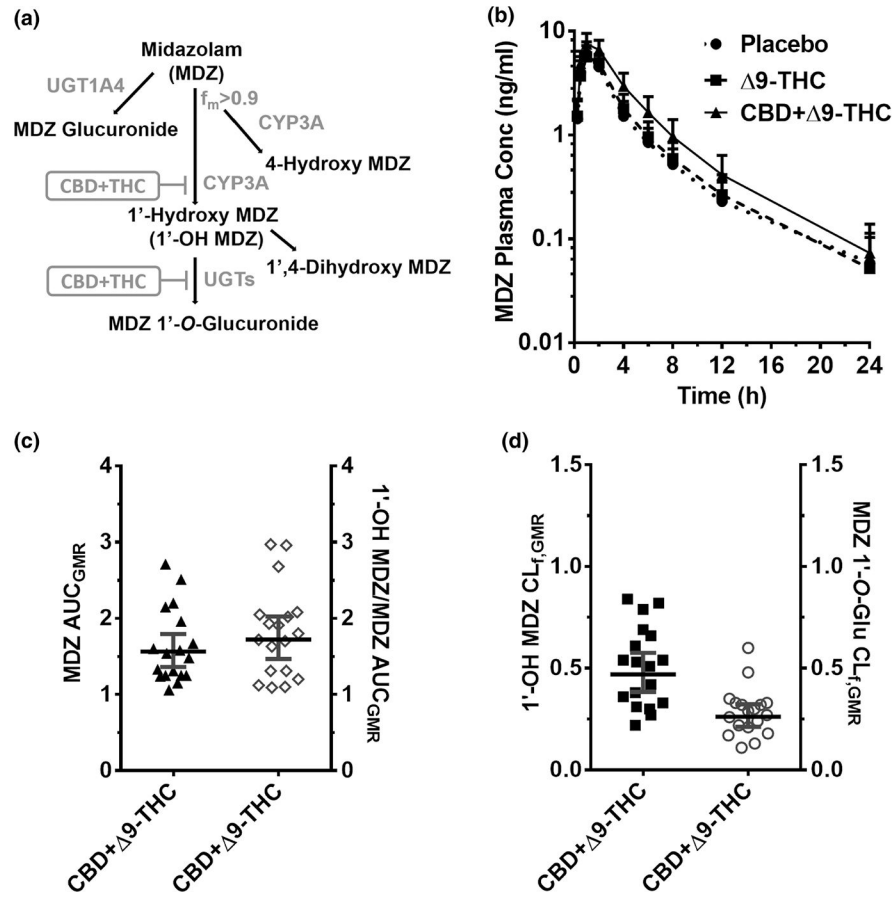 (a)
Midazolam
(MDZ)
UGT1A4
fm>0.9
MDZ Glucuronide
CYP3A
4-Hydroxy MDZ
CBD+THC
CYP3A
1'-Hydroxy MDZ
(1'-OH MDZ)
1',4-Dihydroxy MDZ
CBD+THC
UGTs
MDZ 1'-O-Glucuronide
(b)
MDZ Plasma Conc (ng/ml)
10
1
0.1
0.01
0
4
8
12
16
20
24
Time (h)
Placebo
Δ9-THC
CBD+Δ9-THC
(c)
MDZ AUCGMR
4
3
2
1
0
4
3
2
1
0
1'-OH MDZ/MDZ AUCGMR
CBD+Δ9-THC
CBD+Δ9-THC
(d)
1'-OH MDZ CLf,GMR
1.5
1.0
0.5
0.0
1.5
1.0
0.5
0.0
MDZ 1'-O-Glu CLf,GMR
CBD+Δ9-THC
CBD+Δ9-THC